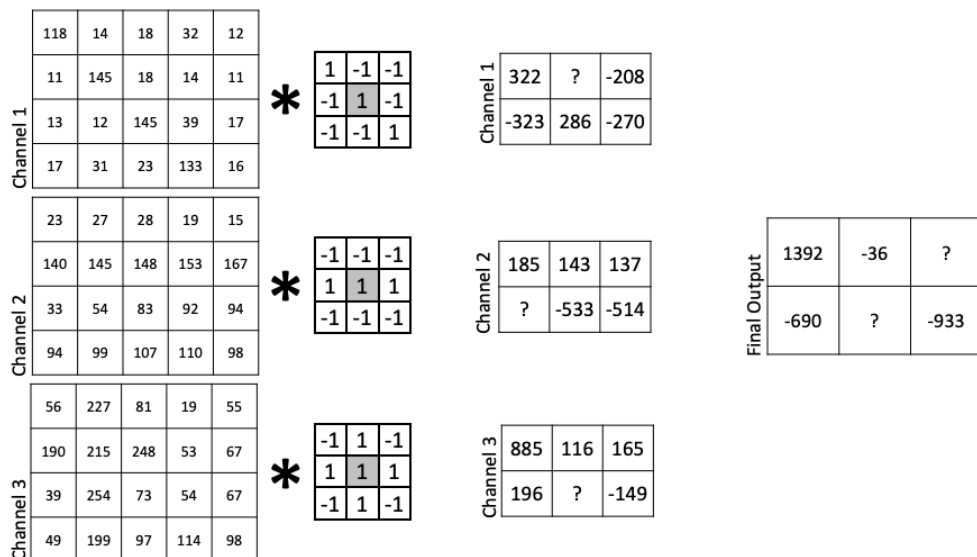 Channel 1
118 14 18 32 12
11 145 18 14 11
13 12 145 39 17
17 31 23 133 16
*
1 -1 -1
-1 1 -1
-1 -1 1
Channel 1
322 ? -208
-323 286 -270
Channel 2
23 27 28 19 15
140 145 148 153 167
33 54 83 92 94
94 99 107 110 98
*
-1 -1 -1
1 1 1
-1 -1 -1
Channel 2
185 143 137
? -533 -514
Final Output
1392 -36 ?
-690 ? -933
Channel 3
56 227 81 19 55
190 215 248 53 67
39 254 73 54 67
49 199 97 114 98
*
-1 1 -1
1 1 1
-1 1 -1
Channel 3
885 116 165
196 ? -149